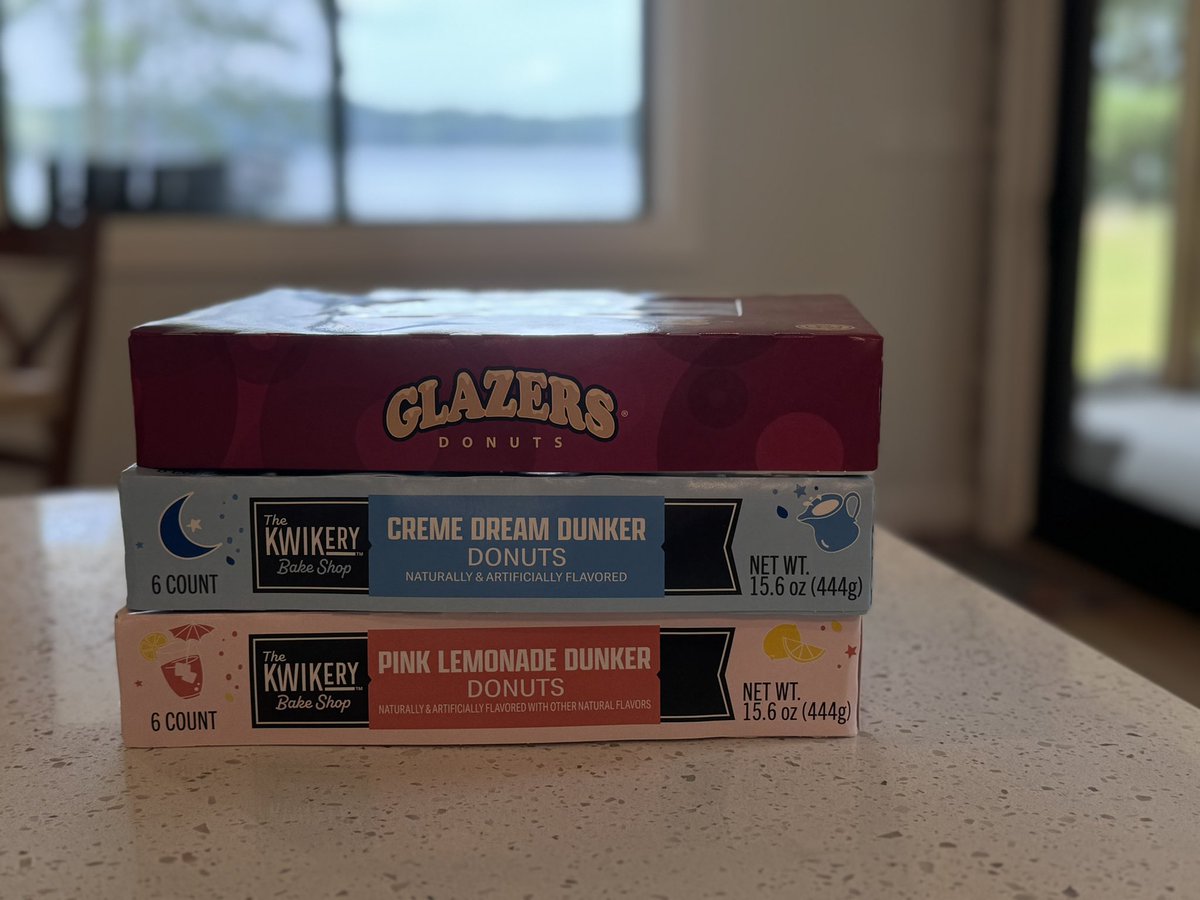 GLAZERS®
DONUTS
The
KWIKERY™
Bake Shop
CREME DREAM DUNKER
DONUTS
NATURALLY & ARTIFICIALLY FLAVORED
6 COUNT
NET WT.
15.6 oz (444g)
The
KWIKERY™
Bake Shop
PINK LEMONADE DUNKER
DONUTS
NATURALLY & ARTIFICIALLY FLAVORED WITH OTHER NATURAL FLAVORS
6 COUNT
NET WT.
15.6 oz (444g)